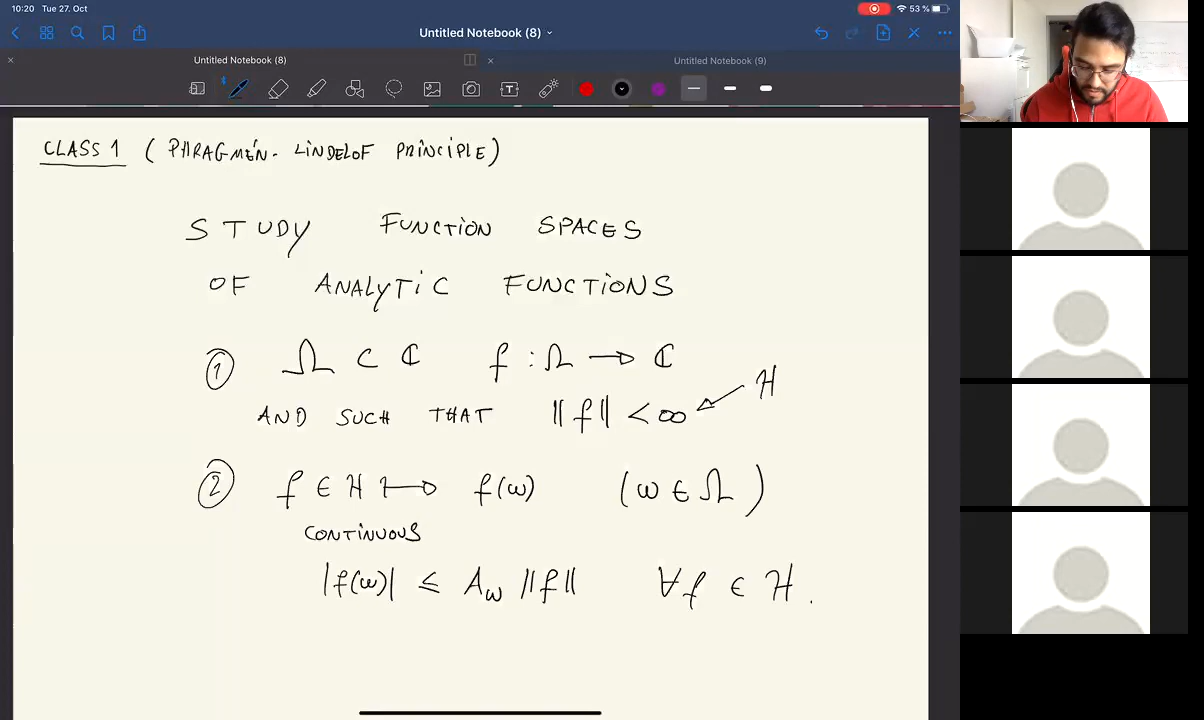 10:20 Tue 27. Oct 53 %
Untitled Notebook (8)
Untitled Notebook (8) Untitled Notebook (9)
CLASS 1 (PHRAGMÉN-LINDELOF PRINCIPLE)
STUDY FUNCTION SPACES
OF ANALYTIC FUNCTIONS
① Ω ⊂ ℂ f : Ω → ℂ
AND SUCH THAT ‖f‖ < ∞ ← H
② f ∈ H ↦ f(ω) (ω ∈ Ω)
CONTINUOUS
|f(ω)| ≤ A_ω ‖f‖ ∀f ∈ H.